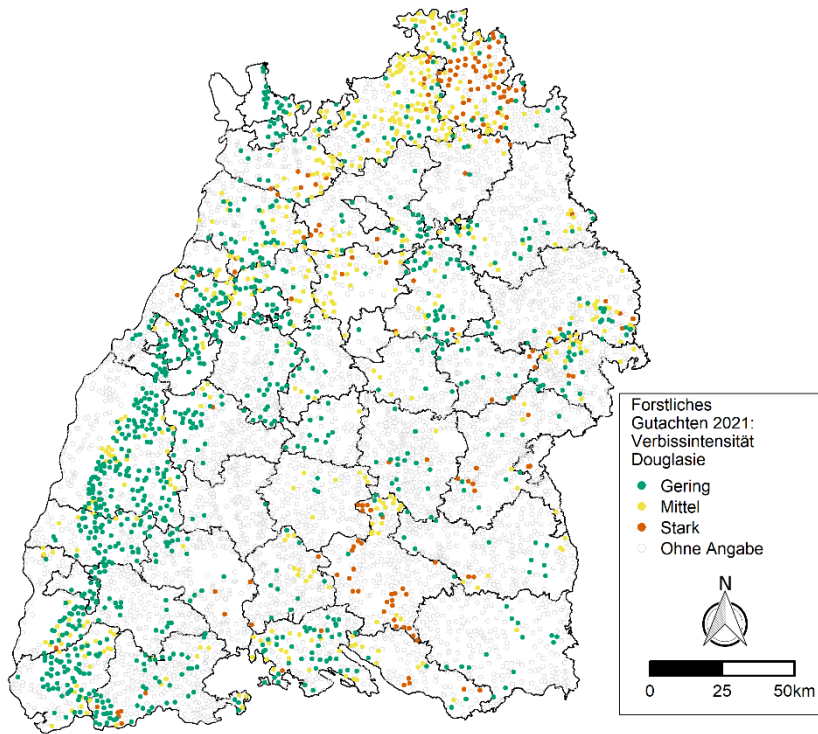 Forstliches
Gutachten 2021:
Verbissintensität
Douglasie
Gering
Mittel
Stark
Ohne Angabe
N
0 25 50km